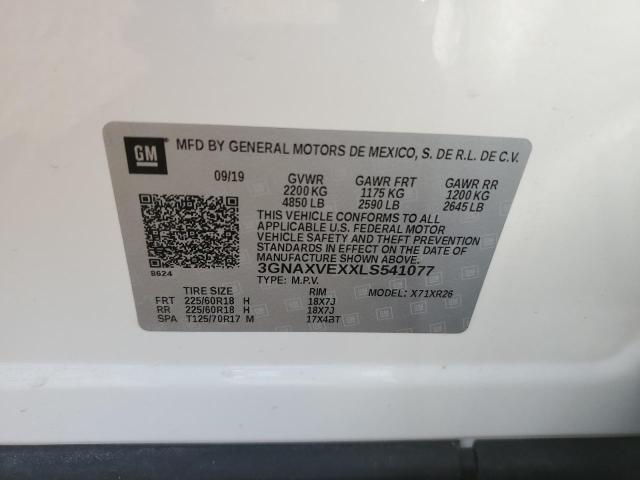 GM MFD BY GENERAL MOTORS DE MEXICO, S. DE R.L. DE C.V.
09/19 GVWR GAWR FRT GAWR RR
2200 KG 1175 KG 1200 KG
4850 LB 2590 LB 2645 LB
THIS VEHICLE CONFORMS TO ALL
APPLICABLE U.S. FEDERAL MOTOR
VEHICLE SAFETY AND THEFT PREVENTION
STANDARDS IN EFFECT ON THE DATE OF
MANUFACTURE SHOWN ABOVE.
8624 3GNAXVEXXLS541077
TYPE: M.P.V. MODEL: X71XR26
TIRE SIZE RIM
FRT 225/60R18 H 18X7J
RR 225/60R18 H 18X7J
SPA T125/70R17 M 17X4BT